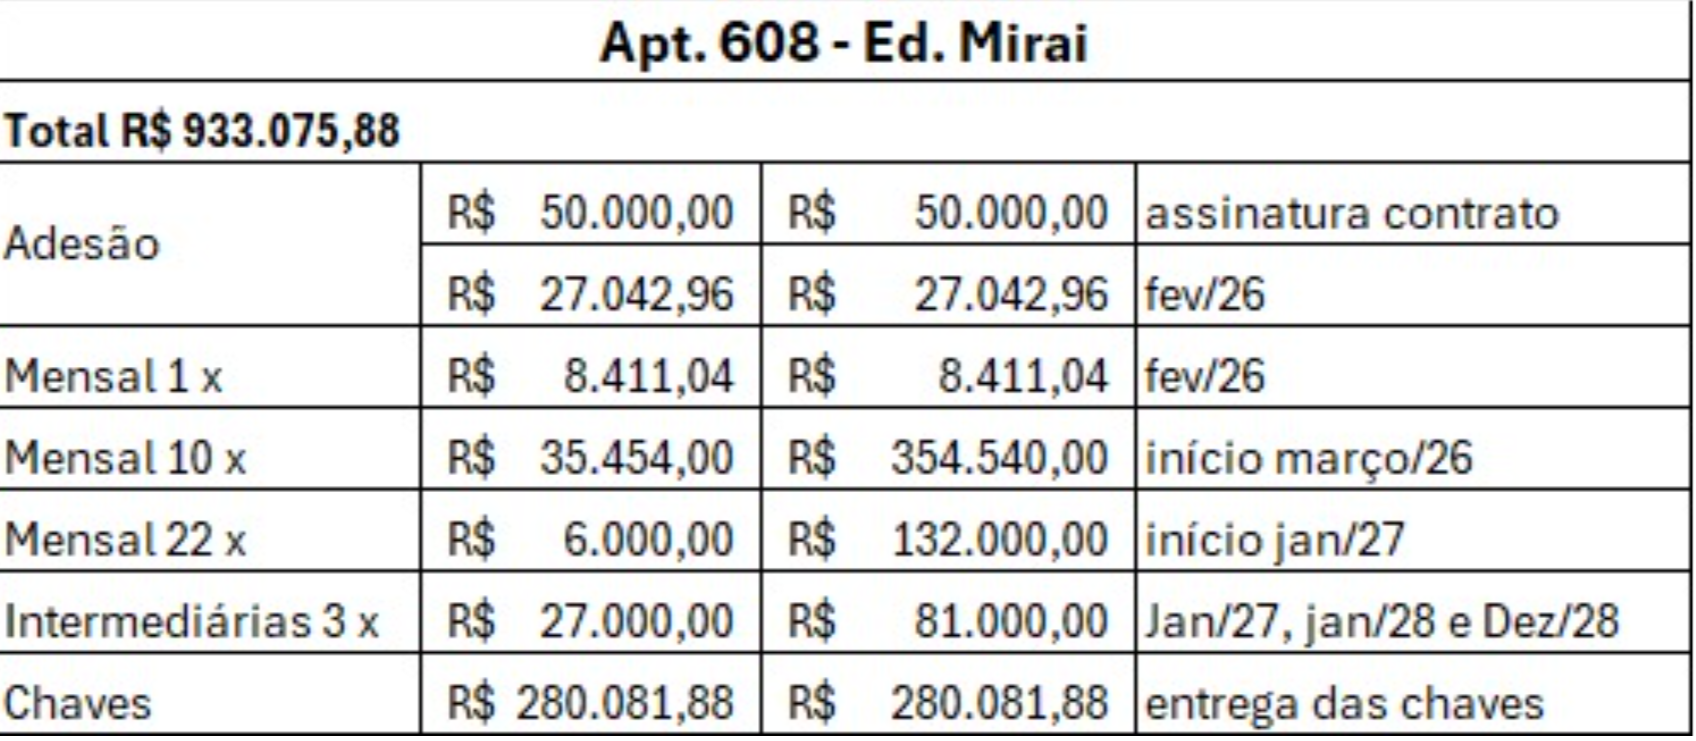 Apt. 608 - Ed. Mirai
Total R$ 933.075,88
Adesão
R$ 50.000,00 R$ 50.000,00 assinatura contrato
R$ 27.042,96 R$ 27.042,96 fev/26
Mensal 1 x R$ 8.411,04 R$ 8.411,04 fev/26
Mensal 10 x R$ 35.454,00 R$ 354.540,00 início março/26
Mensal 22 x R$ 6.000,00 R$ 132.000,00 início jan/27
Intermediárias 3 x R$ 27.000,00 R$ 81.000,00 Jan/27, jan/28 e Dez/28
Chaves R$ 280.081,88 R$ 280.081,88 entrega das chaves